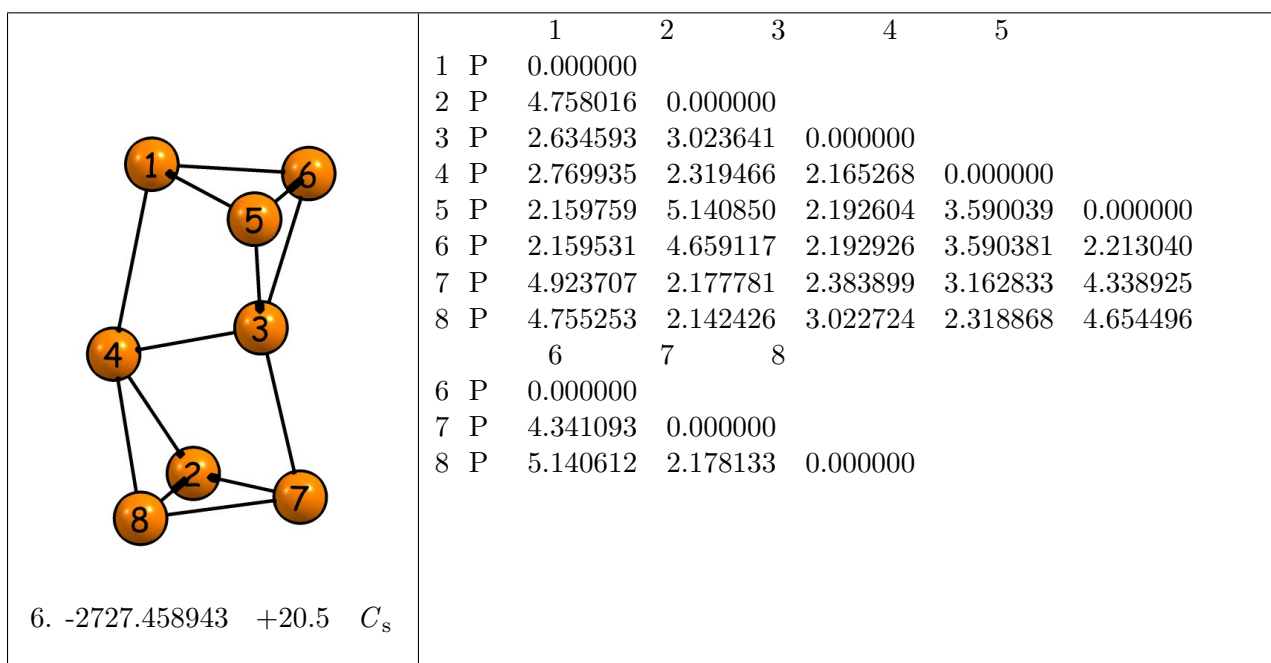 1 2 3 4 5
1 P 0.000000
2 P 4.758016 0.000000
3 P 2.634593 3.023641 0.000000
4 P 2.769935 2.319466 2.165268 0.000000
5 P 2.159759 5.140850 2.192604 3.590039 0.000000
6 P 2.159531 4.659117 2.192926 3.590381 2.213040
7 P 4.923707 2.177781 2.383899 3.162833 4.338925
8 P 4.755253 2.142426 3.022724 2.318868 4.654496
6 7 8
6 P 0.000000
7 P 4.341093 0.000000
8 P 5.140612 2.178133 0.000000
1
6
5
3
4
2
7
8
6. -2727.458943 +20.5 Cs